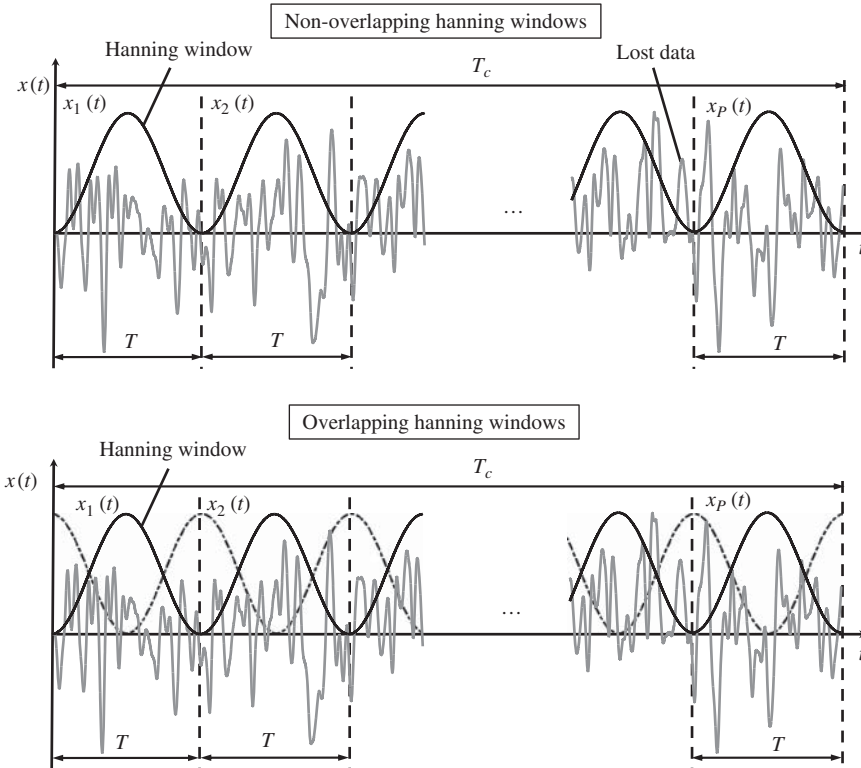 Non-overlapping hanning windows
Hanning window
Lost data
T_c
x(t)
x_1 (t)
x_2 (t)
x_P (t)
...
t
T
T
T
Overlapping hanning windows
Hanning window
T_c
x(t)
x_1 (t)
x_2 (t)
x_P (t)
...
t
T
T
T